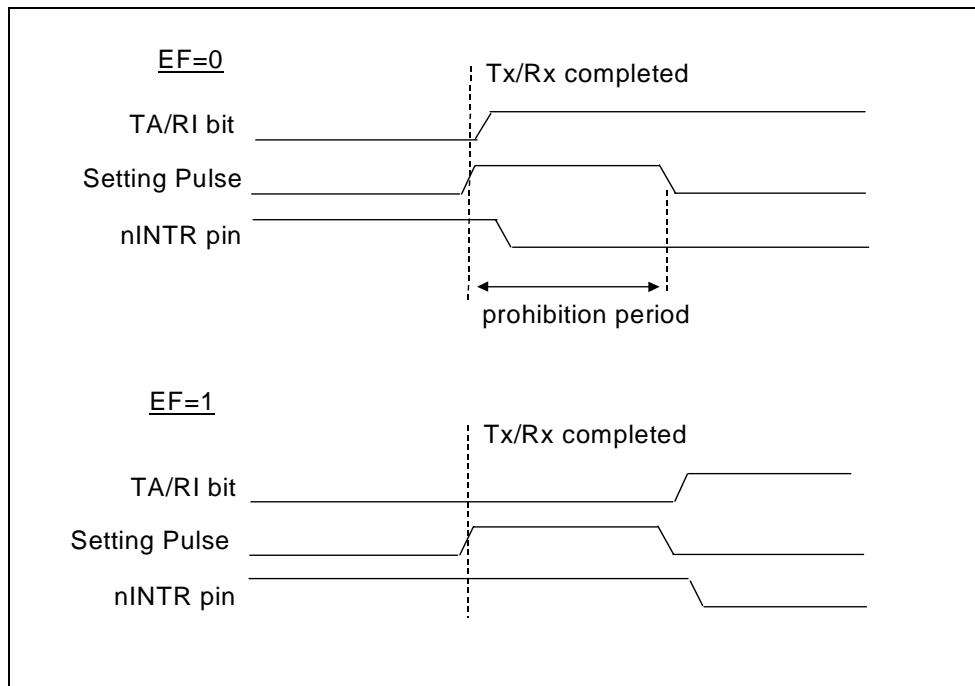 EF=0
Tx/Rx completed
TA/RI bit
Setting Pulse
nINTR pin
prohibition period
EF=1
Tx/Rx completed
TA/RI bit
Setting Pulse
nINTR pin